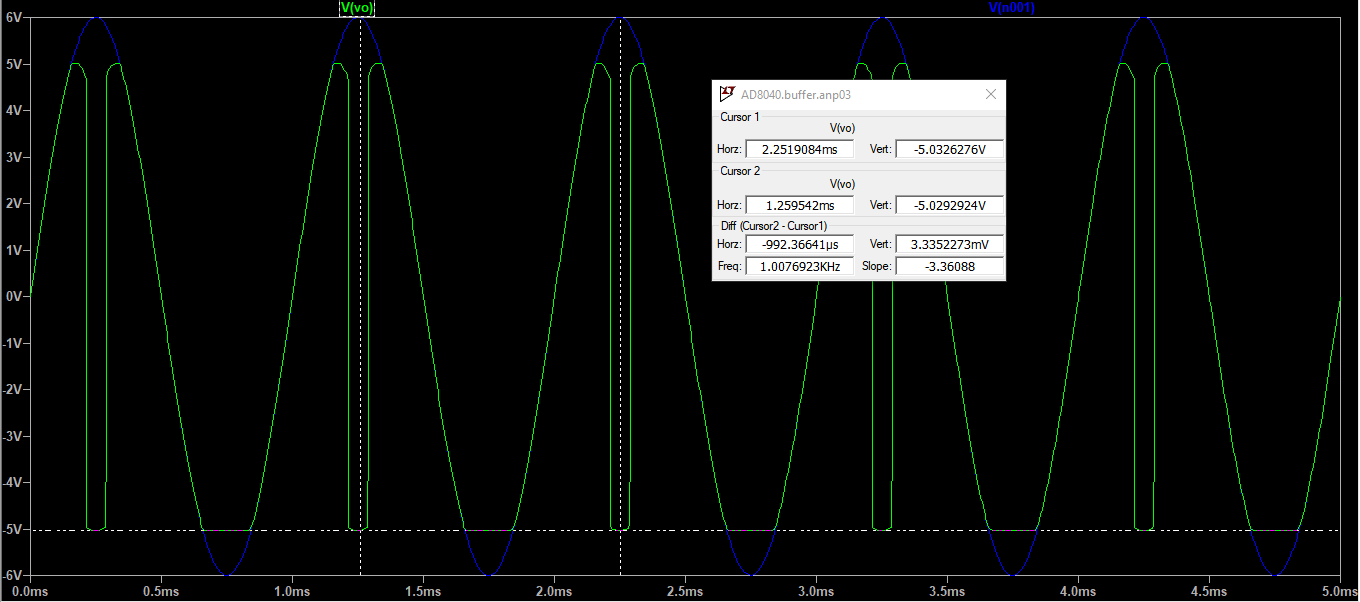 V(vo) V(n001)
6V
5V
4V
3V
2V
1V
0V
-1V
-2V
-3V
-4V
-5V
-6V
0.0ms 0.5ms 1.0ms 1.5ms 2.0ms 2.5ms 3.0ms 3.5ms 4.0ms 4.5ms 5.0ms
AD8040.buffer.anp03
Cursor 1
V(vo)
Horz: 2.2519084ms Vert: -5.0326276V
Cursor 2
V(vo)
Horz: 1.259542ms Vert: -5.0292924V
Diff (Cursor2 - Cursor1)
Horz: -992.36641µs Vert: 3.3352273mV
Freq: 1.0076923KHz Slope: -3.36088